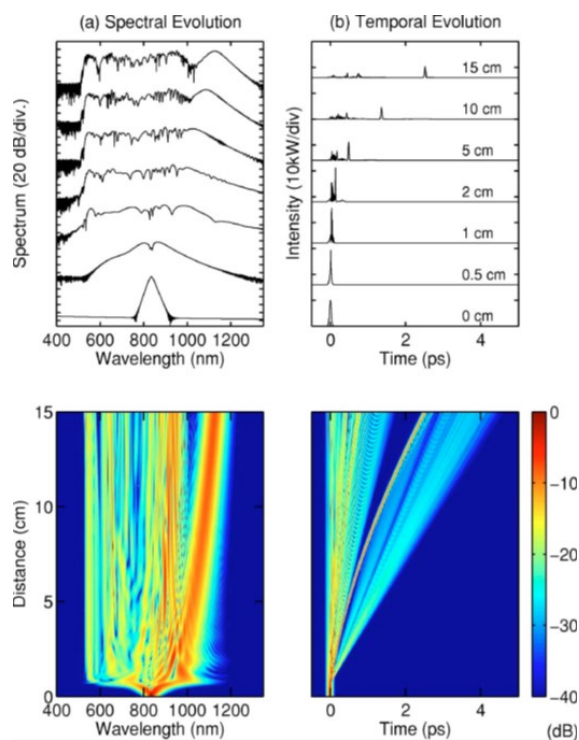 (a) Spectral Evolution
Spectrum (20 dB/div.)
400 600 800 1000 1200
Wavelength (nm)
(b) Temporal Evolution
Intensity (10kW/div)
15 cm
10 cm
5 cm
2 cm
1 cm
0.5 cm
0 cm
0 2 4
Time (ps)
Distance (cm)
15
10
5
0
400 600 800 1000 1200
Wavelength (nm)
0 2 4
Time (ps)
0
-10
-20
-30
-40
(dB)